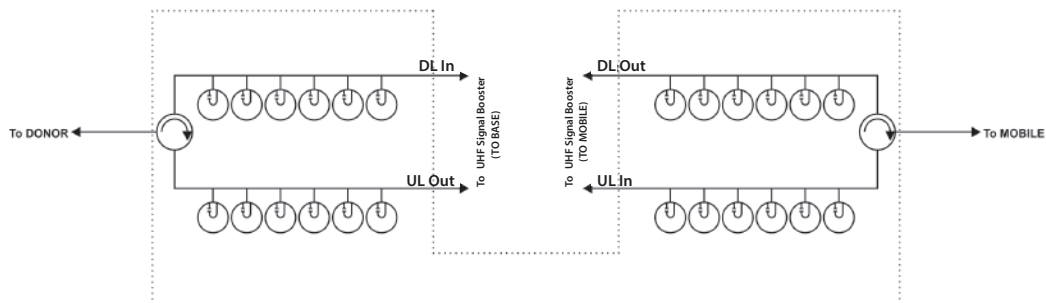 DL In
DL Out
To DONOR
To UHF Signal Booster
(TO BASE)
To UHF Signal Booster
(TO MOBILE)
To MOBILE
UL Out
UL In